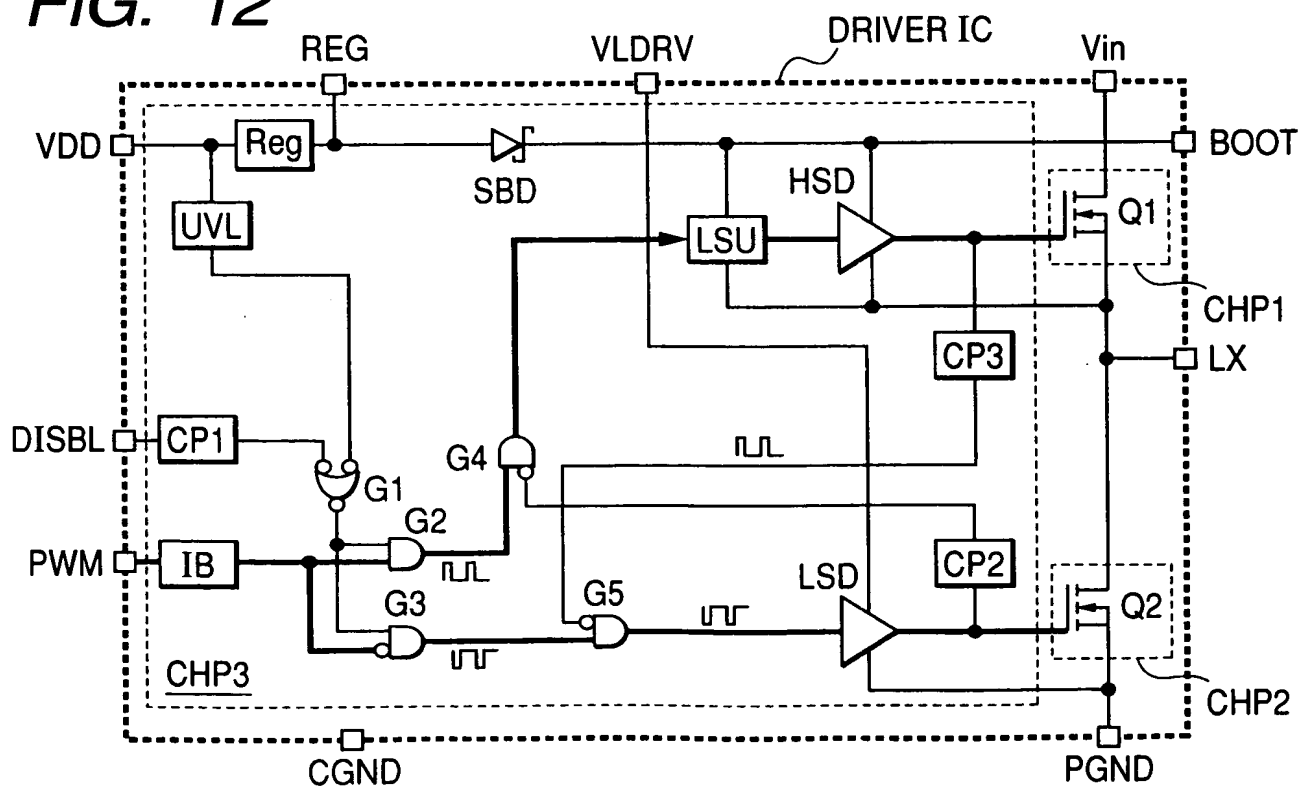 FIG. 12
DRIVER IC
REG
VLDRV
Vin
VDD
Reg
SBD
HSD
BOOT
UVL
LSU
Q1
CHP1
CP3
LX
DISBL
CP1
G4
G1
G2
PWM
IB
CP2
LSD
G3
G5
Q2
CHP3
CHP2
CGND
PGND